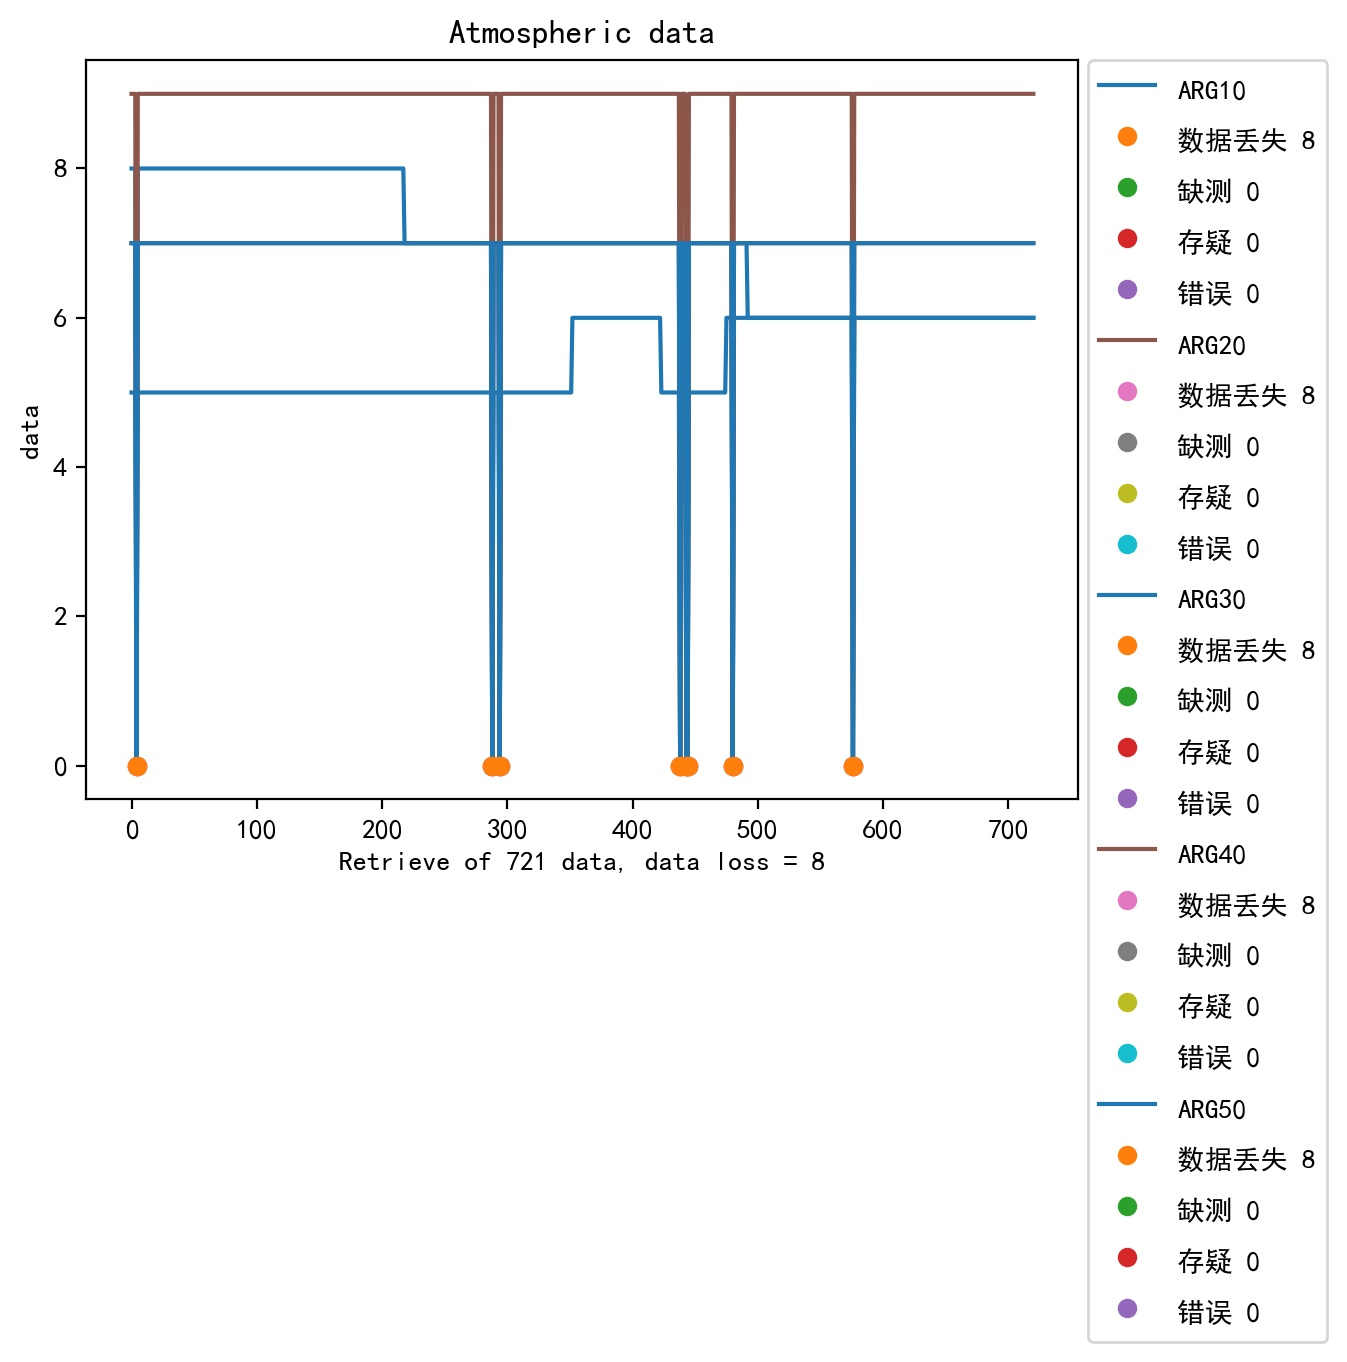 Atmospheric data
data
8
6
4
2
0
0 100 200 300 400 500 600 700
Retrieve of 721 data, data loss = 8
ARG10
数据丢失 8
缺测 0
存疑 0
错误 0
ARG20
数据丢失 8
缺测 0
存疑 0
错误 0
ARG30
数据丢失 8
缺测 0
存疑 0
错误 0
ARG40
数据丢失 8
缺测 0
存疑 0
错误 0
ARG50
数据丢失 8
缺测 0
存疑 0
错误 0